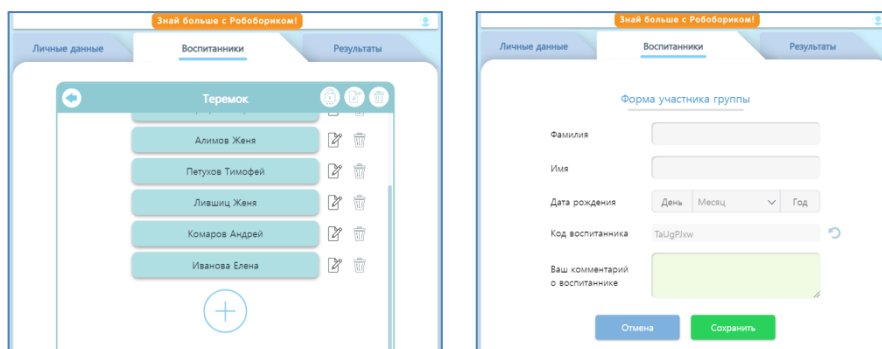 Знай больше с Робобориком!
Личные данные
Воспитанники
Результаты
Теремок
Алимов Женя
Петухов Тимофей
Лившиц Женя
Комаров Андрей
Иванова Елена
Знай больше с Робобориком!
Личные данные
Воспитанники
Результаты
Форма участника группы
Фамилия
Имя
Дата рождения День Месяц Год
Код воспитанника TaUgPJxw
Ваш комментарий
о воспитаннике
Отмена Сохранить